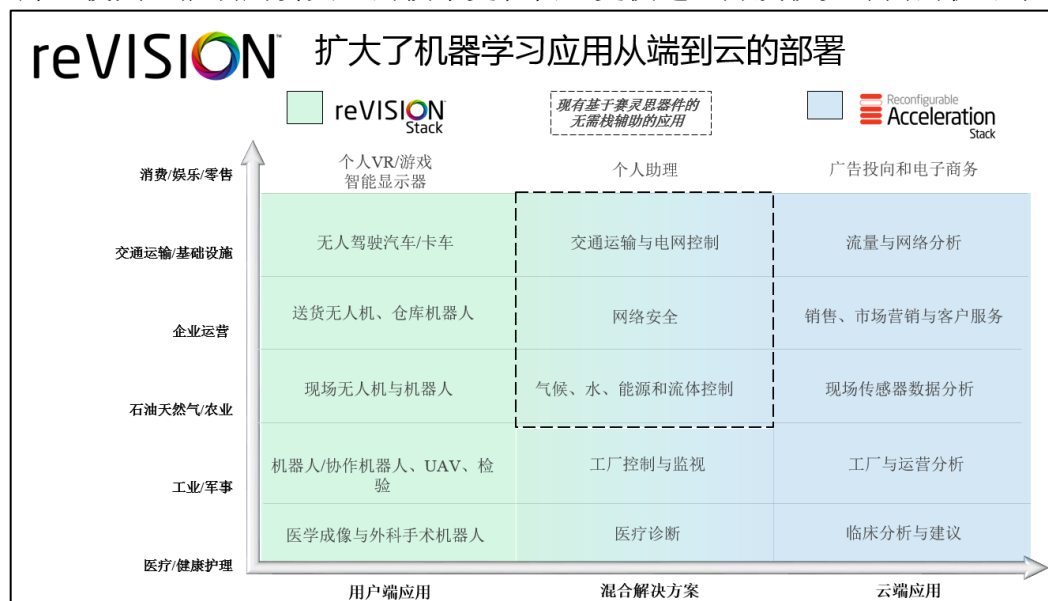 reVISION™ 扩大了机器学习应用从端到云的部署
reVISION™
Stack
现有基于赛灵思器件的
无需栈辅助的应用
Reconfigurable
Acceleration
Stack
消费/娱乐/零售
个人VR/游戏
智能显示器
个人助理
广告投向和电子商务
交通运输/基础设施
无人驾驶汽车/卡车
交通运输与电网控制
流量与网络分析
企业运营
送货无人机、仓库机器人
网络安全
销售、市场营销与客户服务
石油天然气/农业
现场无人机与机器人
气候、水、能源和流体控制
现场传感器数据分析
工业/军事
机器人/协作机器人、UAV、检
验
工厂控制与监视
工厂与运营分析
医疗/健康护理
医学成像与外科手术机器人
医疗诊断
临床分析与建议
用户端应用
混合解决方案
云端应用